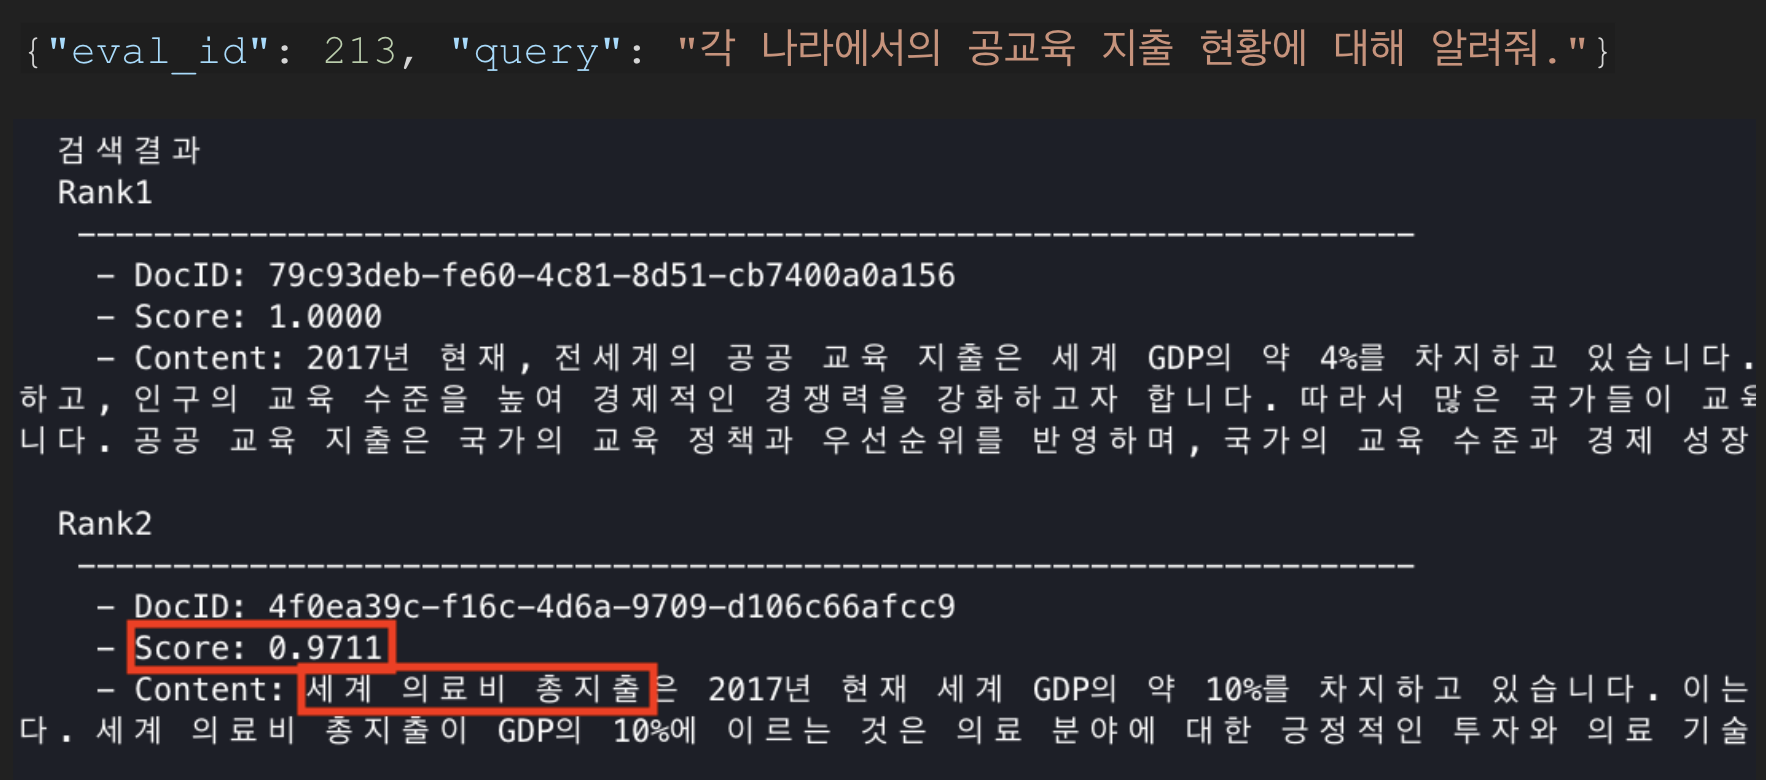 {"eval_id": 213, "query": "각 나라에서의 공교육 지출 현황에 대해 알려줘."}
검색결과
Rank1
----------------------------------------------------------------------
- DocID: 79c93deb-fe60-4c81-8d51-cb7400a0a156
- Score: 1.0000
- Content: 2017년 현재, 전세계의 공공 교육 지출은 세계 GDP의 약 4%를 차지하고 있습니다.
하고, 인구의 교육 수준을 높여 경제적인 경쟁력을 강화하고자 합니다. 따라서 많은 국가들이
니다. 공공 교육 지출은 국가의 교육 정책과 우선순위를 반영하며, 국가의 교육 수준과 경제 성장
Rank2
----------------------------------------------------------------------
- DocID: 4f0ea39c-f16c-4d6a-9709-d106c66afcc9
- Score: 0.9711
- Content: 세계 의료비 총지출은 2017년 현재 세계 GDP의 약 10%를 차지하고 있습니다. 이는
다. 세계 의료비 총지출이 GDP의 10%에 이르는 것은 의료 분야에 대한 긍정적인 투자와 의료 기술